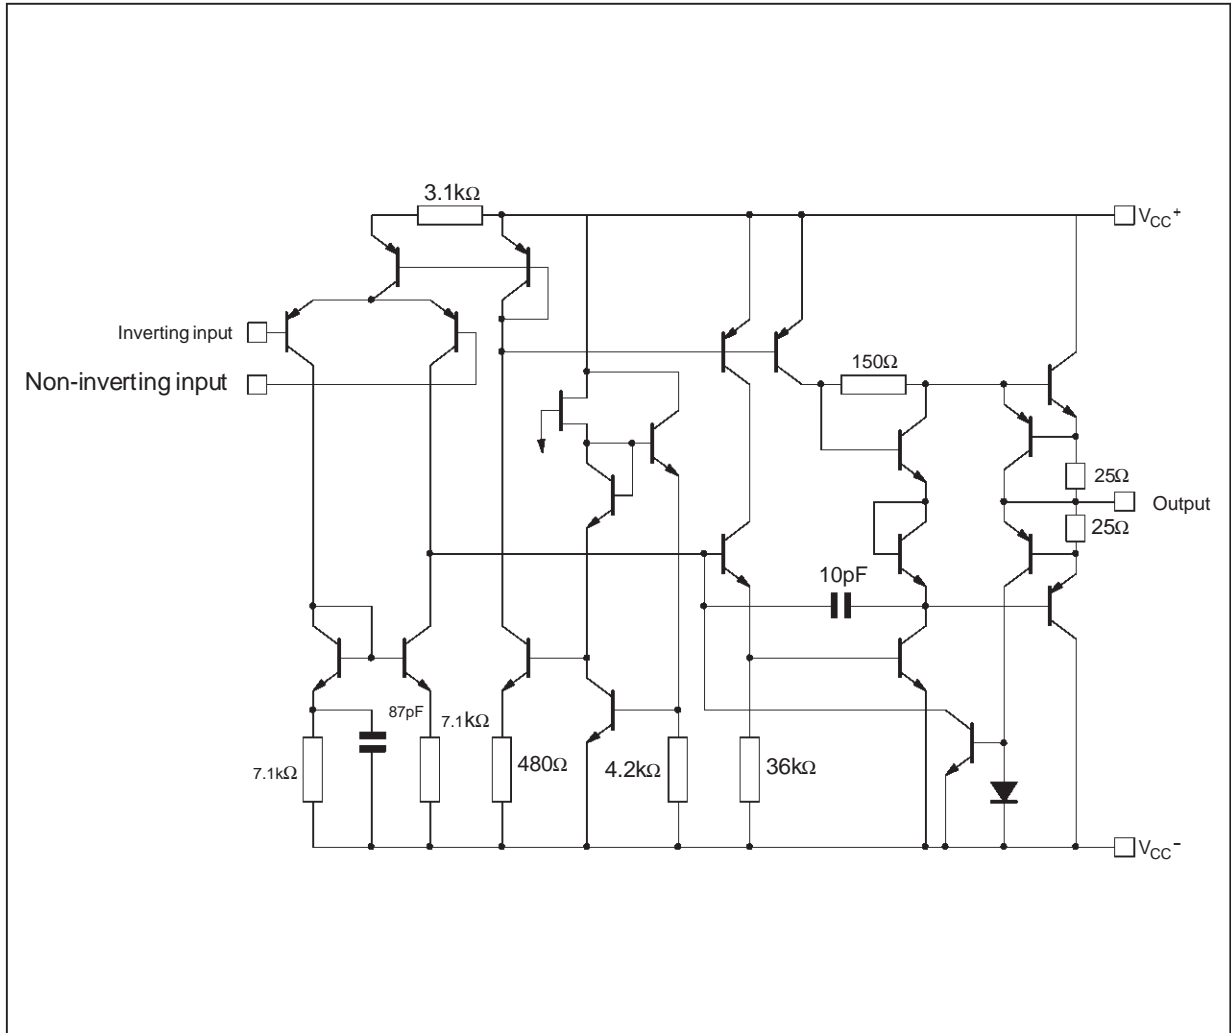 3.1kΩ
VCC+
Inverting input
Non-inverting input
150Ω
25Ω
Output
25Ω
10pF
87pF
7.1kΩ
7.1kΩ
480Ω
4.2kΩ
36kΩ
VCC-